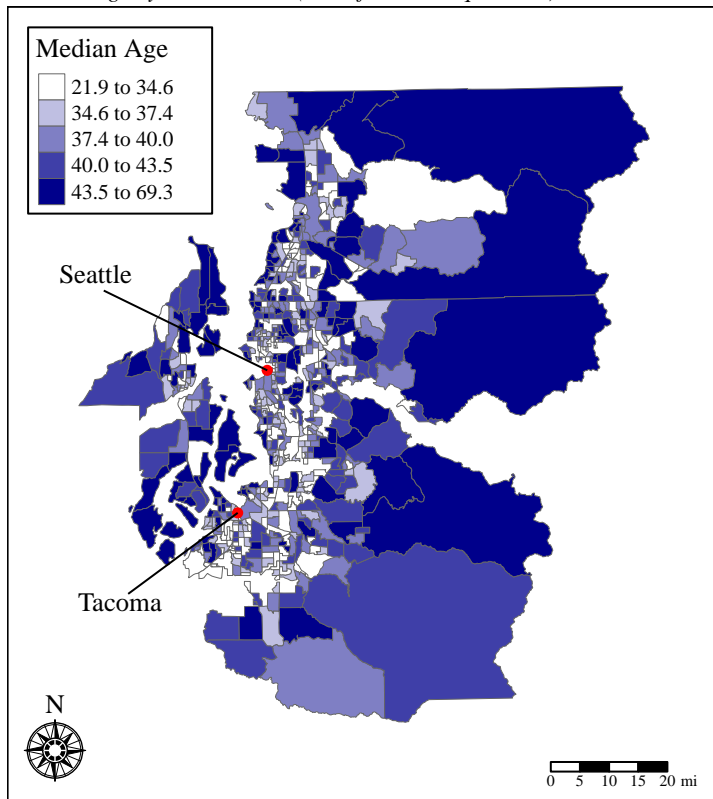 Median Age
21.9 to 34.6
34.6 to 37.4
37.4 to 40.0
40.0 to 43.5
43.5 to 69.3
Seattle
Tacoma
N
0 5 10 15 20 mi